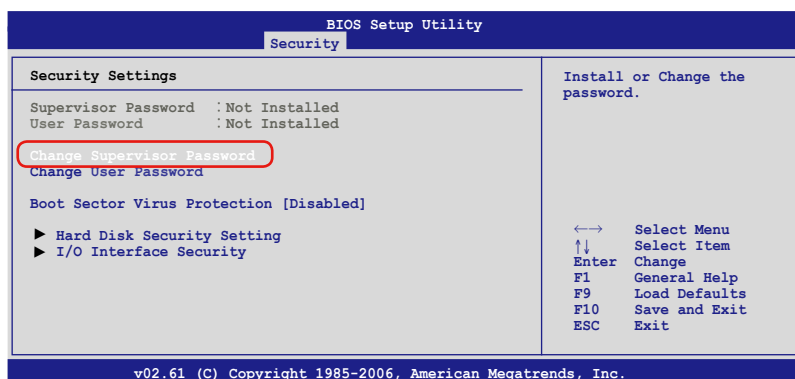 BIOS Setup Utility
Security
Security Settings
Supervisor Password : Not Installed
User Password : Not Installed
Change Supervisor Password
Change User Password
Boot Sector Virus Protection [Disabled]
▶ Hard Disk Security Setting
▶ I/O Interface Security
Install or Change the
password.
←→ Select Menu
↑↓ Select Item
Enter Change
F1 General Help
F9 Load Defaults
F10 Save and Exit
ESC Exit
v02.61 (C) Copyright 1985-2006, American Megatrends, Inc.